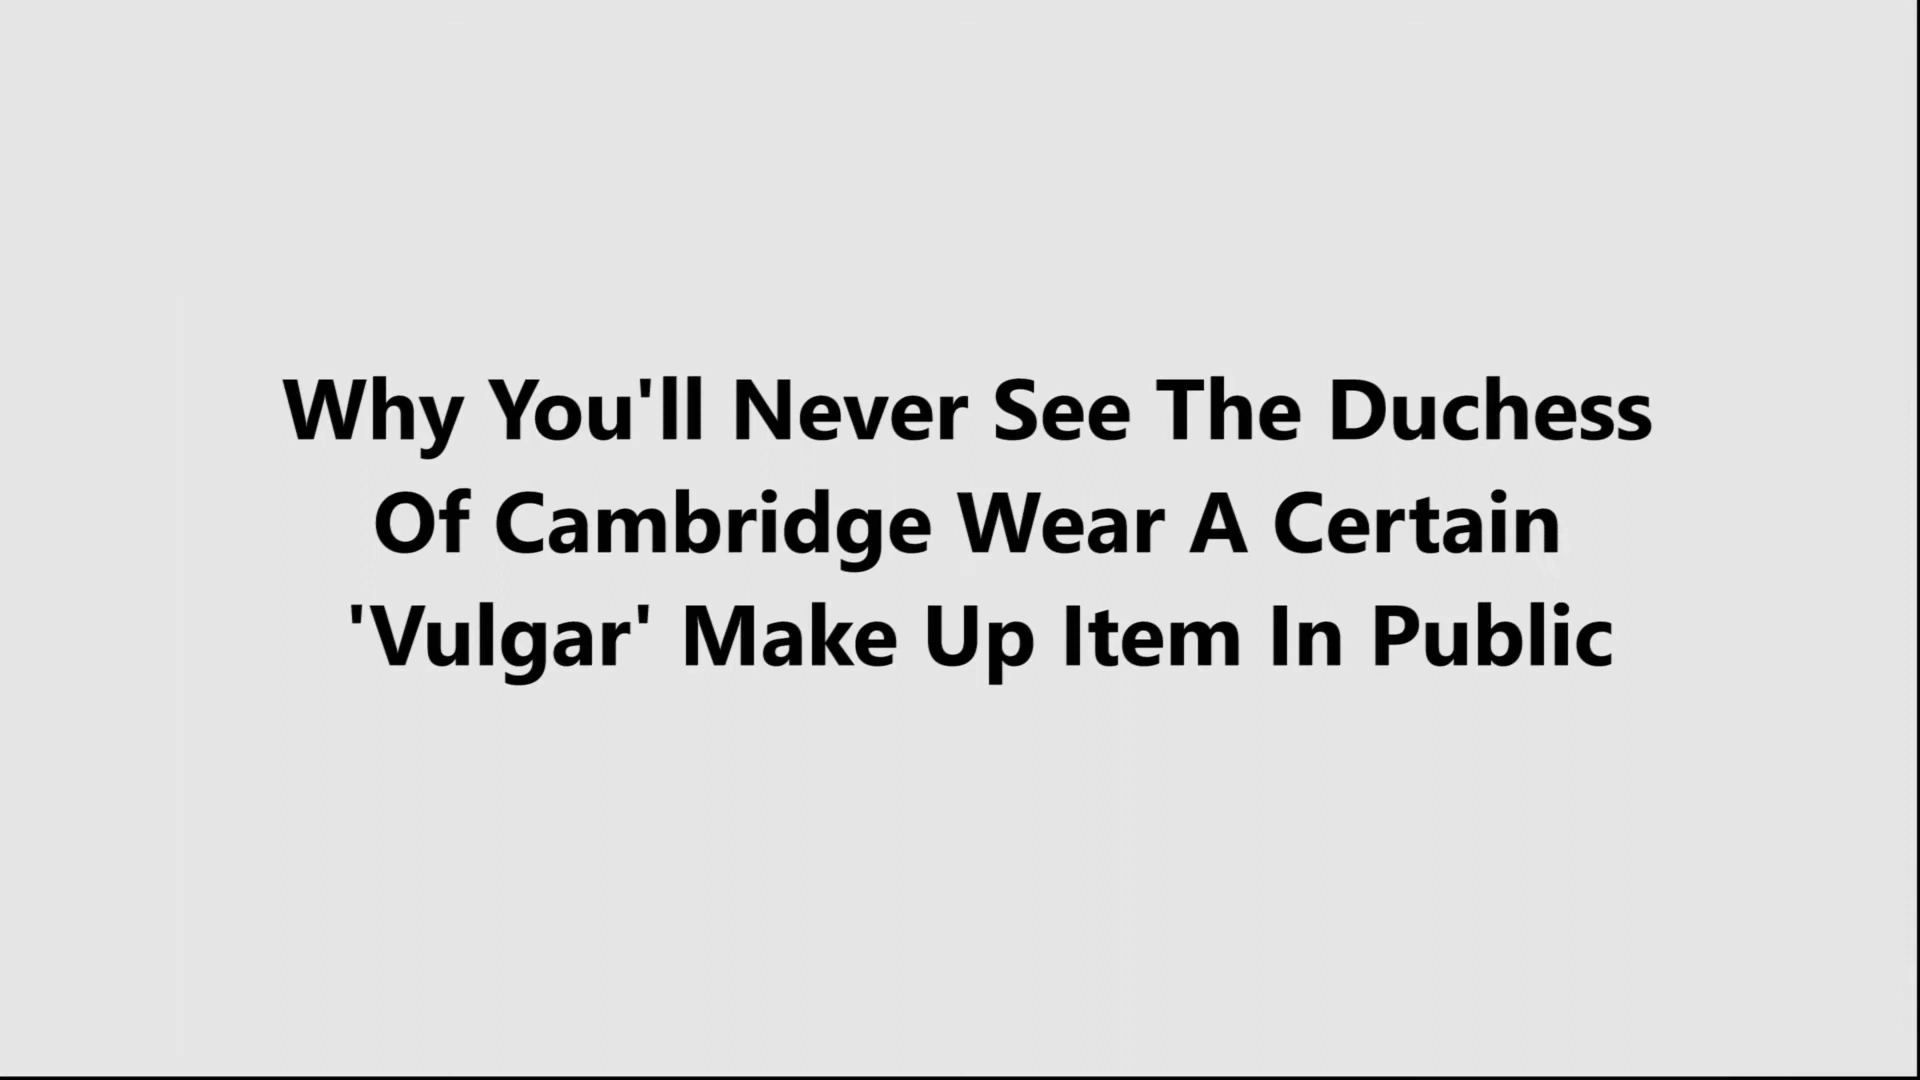 Why You'll Never See The Duchess
Of Cambridge Wear A Certain
'Vulgar' Make Up Item In Public